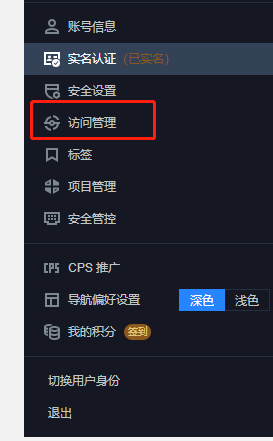 账号信息
实名认证 (已实名)
安全设置
访问管理
标签
项目管理
安全管控
CPS CPS 推广
导航偏好设置 深色 浅色
我的积分 签到
切换用户身份
退出